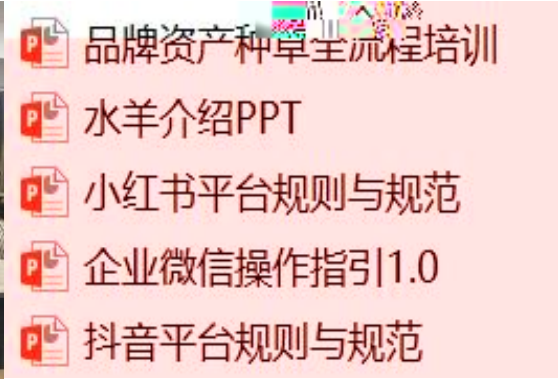 品牌资产种草全流程培训
水羊介绍PPT
小红书平台规则与规范
企业微信操作指引1.0
抖音平台规则与规范